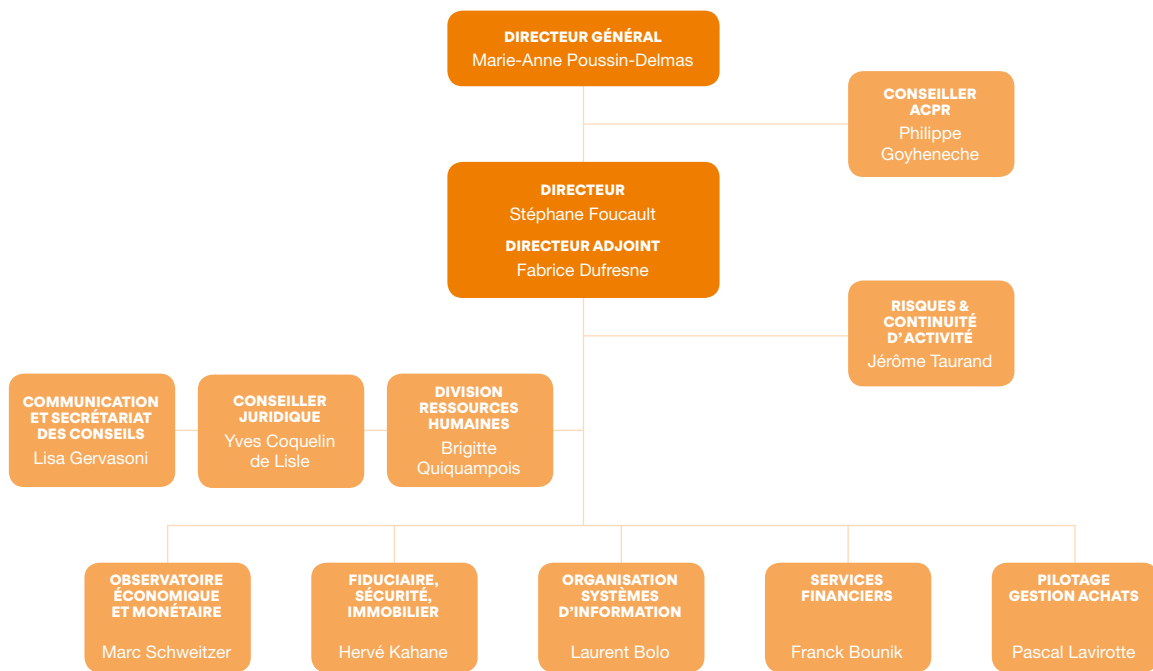 DIRECTEUR GÉNÉRAL
Marie-Anne Poussin-Delmas
CONSEILLER
ACPR
Philippe
Goyheneche
DIRECTEUR
Stéphane Foucault
DIRECTEUR ADJOINT
Fabrice Dufresne
RISQUES &
CONTINUITÉ
D'ACTIVITÉ
Jérôme Taurand
COMMUNICATION
ET SECRÉTARIAT
DES CONSEILS
Lisa Gervasoni
CONSEILLER
JURIDIQUE
Yves Coquelin
de Lisle
DIVISION
RESSOURCES
HUMAINES
Brigitte
Quiquampois
OBSERVATOIRE
ÉCONOMIQUE
ET MONÉTAIRE
Marc Schweitzer
FIDUCIAIRE,
SÉCURITÉ,
IMMOBILIER
Hervé Kahane
ORGANISATION
SYSTÈMES
D'INFORMATION
Laurent Bolo
SERVICES
FINANCIERS
Franck Bounik
PILOTAGE
GESTION ACHATS
Pascal Lavirotte